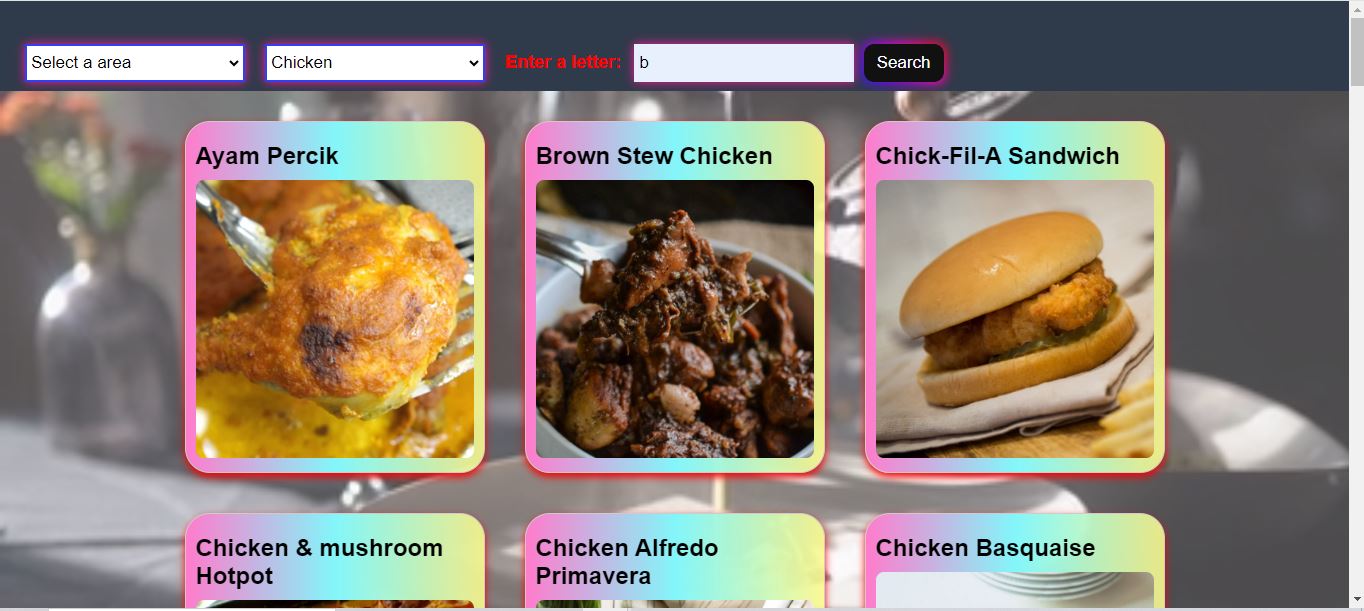 Select a area
Chicken
Enter a letter:
b
Search
Ayam Percik
Brown Stew Chicken
Chick-Fil-A Sandwich
Chicken & mushroom
Hotpot
Chicken Alfredo
Primavera
Chicken Basquaise